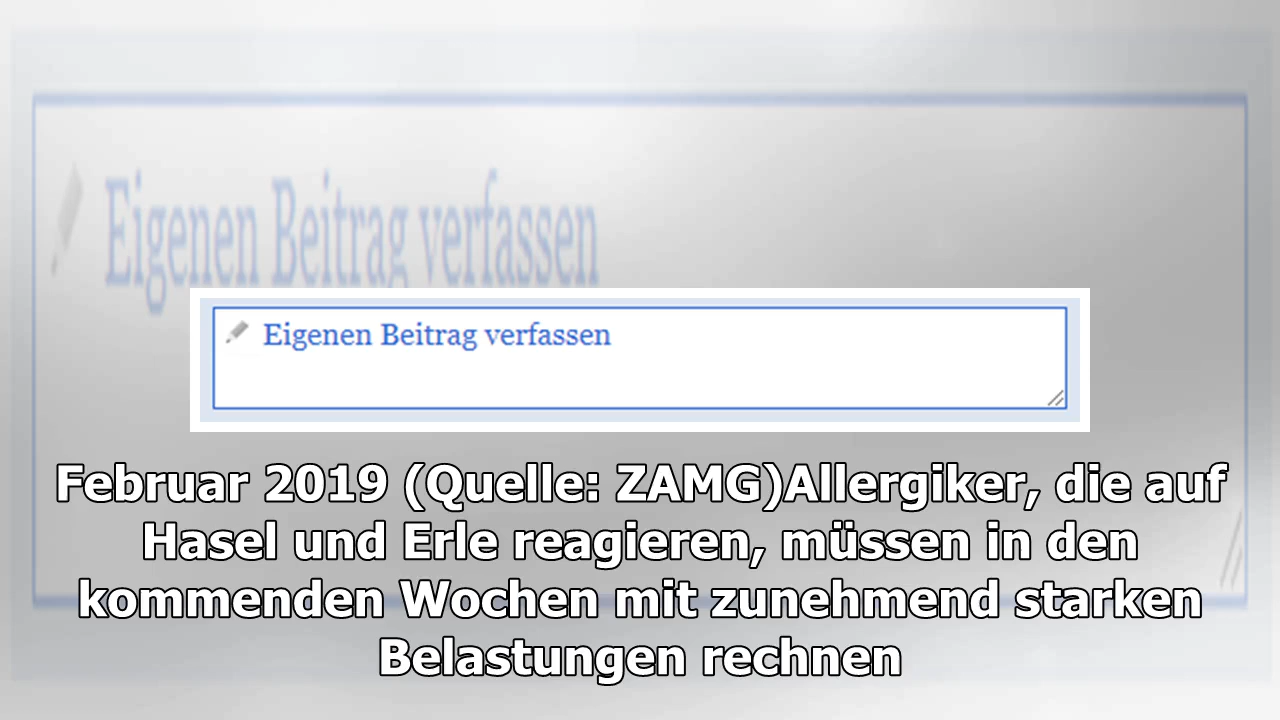 Eigenen Beitrag verfassen
Eigenen Beitrag verfassen
Februar 2019 (Quelle: ZAMG)Allergiker, die auf
Hasel und Erle reagieren, müssen in den
kommenden Wochen mit zunehmend starken
Belastungen rechnen